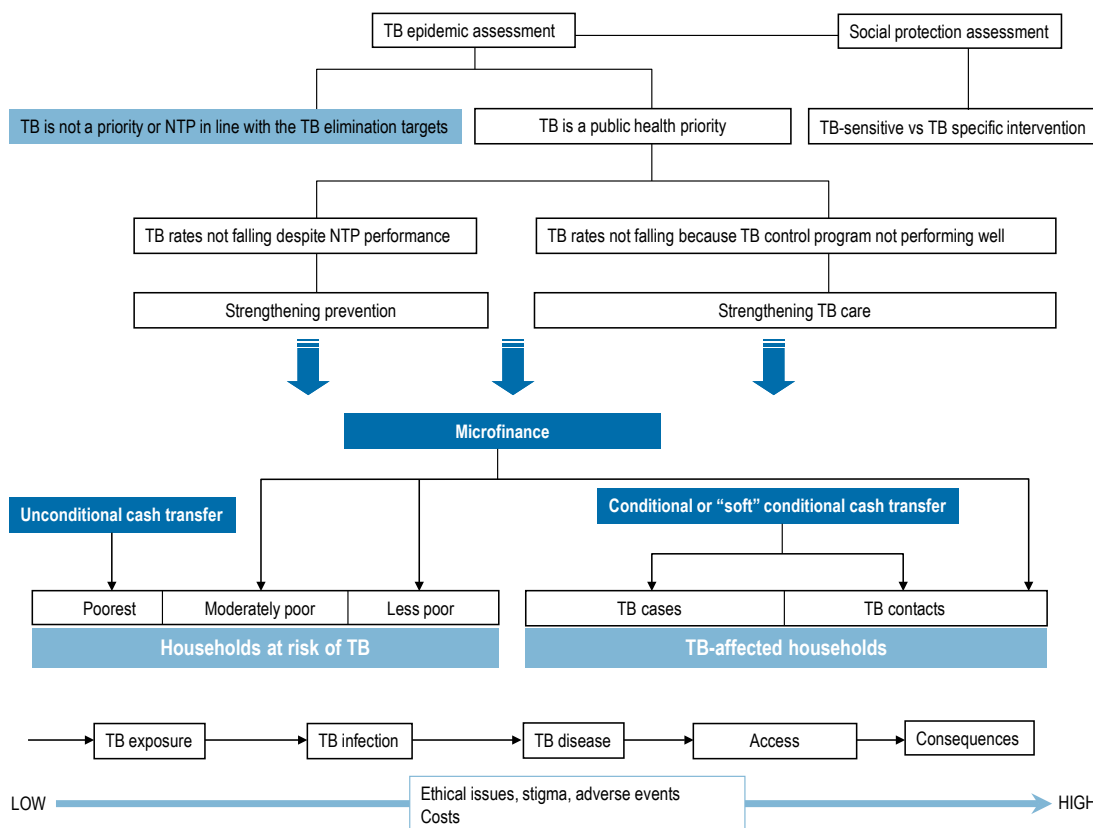 TB epidemic assessment
Social protection assessment
TB is not a priority or NTP in line with the TB elimination targets
TB is a public health priority
TB-sensitive vs TB specific intervention
TB rates not falling despite NTP performance
TB rates not falling because TB control program not performing well
Strengthening prevention
Strengthening TB care
Microfinance
Unconditional cash transfer
Conditional or “soft” conditional cash transfer
Poorest
Moderately poor
Less poor
TB cases
TB contacts
Households at risk of TB
TB-affected households
TB exposure
TB infection
TB disease
Access
Consequences
LOW
Ethical issues, stigma, adverse events
Costs
HIGH